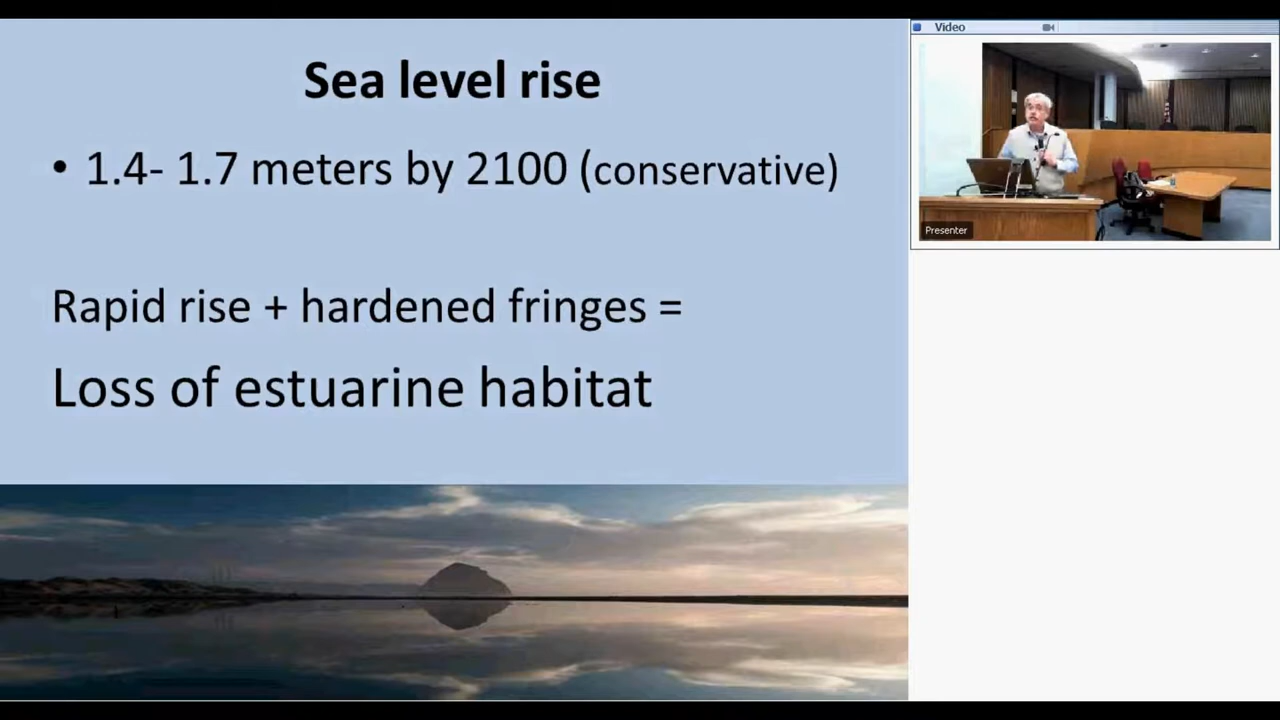 Sea level rise
• 1.4- 1.7 meters by 2100 (conservative)
Rapid rise + hardened fringes =
Loss of estuarine habitat
Video
Presenter